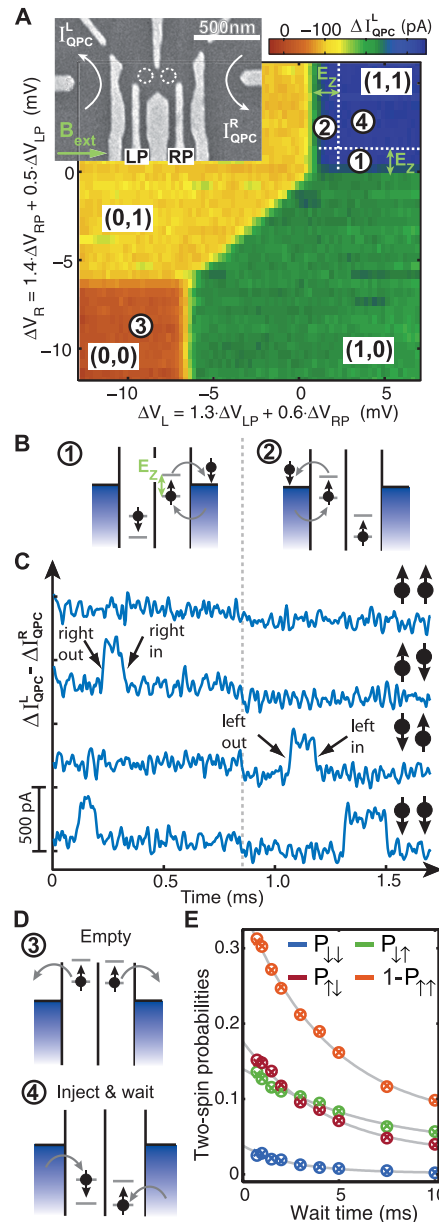 A
500nm
I^L_QPC
I^R_QPC
B_ext
LP
RP
Δ I^L_QPC (pA)
−100
0
(1,1)
E_Z
②
④
①
E_Z
(0,1)
③
(0,0)
(1,0)
0
−5
−10
ΔV_R = 1.4·ΔV_RP + 0.5·ΔV_LP (mV)
−10
−5
0
5
ΔV_L = 1.3·ΔV_LP + 0.6·ΔV_RP (mV)
B
①
E_Z
②
C
Δ I^L_QPC - Δ I^R_QPC
right out
right in
left out
left in
500 pA
0
0.5
1.0
1.5
Time (ms)
D
③
Empty
④
Inject & wait
E
P↓↓
P↓↑
P↑↓
1-P↑↑
0.3
0.2
0.1
0
Two-spin probabilities
0
5
10
Wait time (ms)